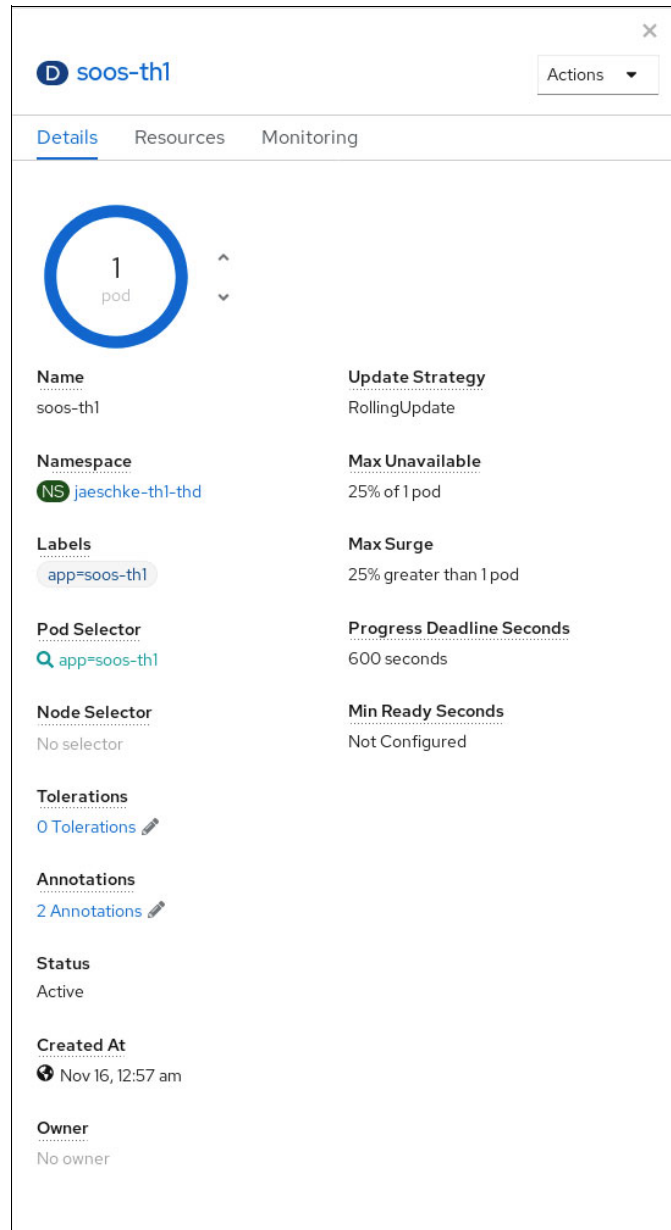 ×
D soos-th1
Actions
Details Resources Monitoring
1
pod
Name
soos-th1
Namespace
NS jaeschke-th1-thd
Labels
app=soos-th1
Pod Selector
app=soos-th1
Node Selector
No selector
Tolerations
0 Tolerations
Annotations
2 Annotations
Status
Active
Created At
Nov 16, 12:57 am
Owner
No owner
Update Strategy
RollingUpdate
Max Unavailable
25% of 1 pod
Max Surge
25% greater than 1 pod
Progress Deadline Seconds
600 seconds
Min Ready Seconds
Not Configured